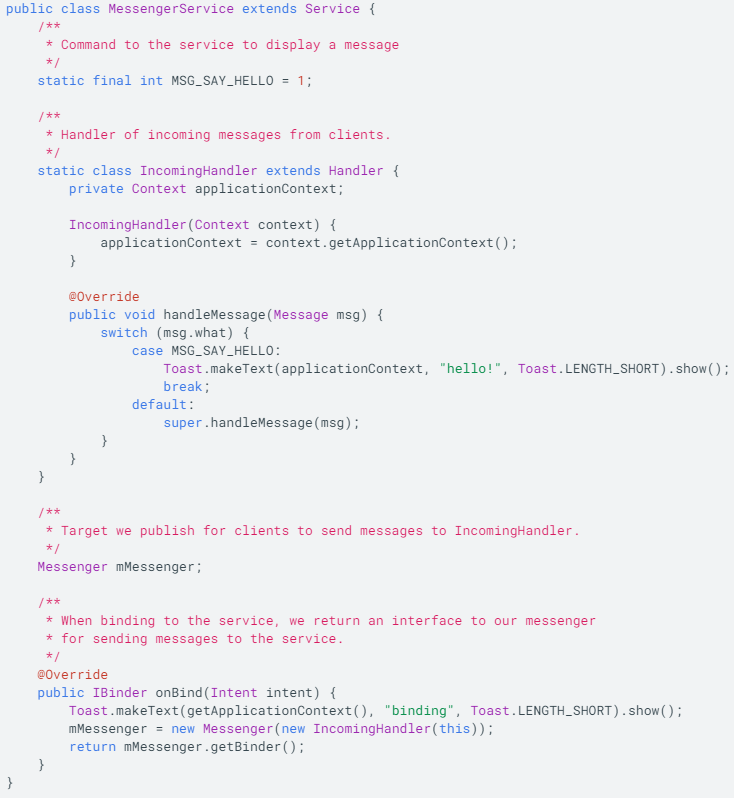 public class MessengerService extends Service {
    /**
     * Command to the service to display a message
     */
    static final int MSG_SAY_HELLO = 1;

    /**
     * Handler of incoming messages from clients.
     */
    static class IncomingHandler extends Handler {
        private Context applicationContext;

        IncomingHandler(Context context) {
            applicationContext = context.getApplicationContext();
        }

        @Override
        public void handleMessage(Message msg) {
            switch (msg.what) {
                case MSG_SAY_HELLO:
                    Toast.makeText(applicationContext, "hello!", Toast.LENGTH_SHORT).show();
                    break;
                default:
                    super.handleMessage(msg);
            }
        }
    }

    /**
     * Target we publish for clients to send messages to IncomingHandler.
     */
    Messenger mMessenger;

    /**
     * When binding to the service, we return an interface to our messenger
     * for sending messages to the service.
     */
    @Override
    public IBinder onBind(Intent intent) {
        Toast.makeText(getApplicationContext(), "binding", Toast.LENGTH_SHORT).show();
        mMessenger = new Messenger(new IncomingHandler(this));
        return mMessenger.getBinder();
    }
}